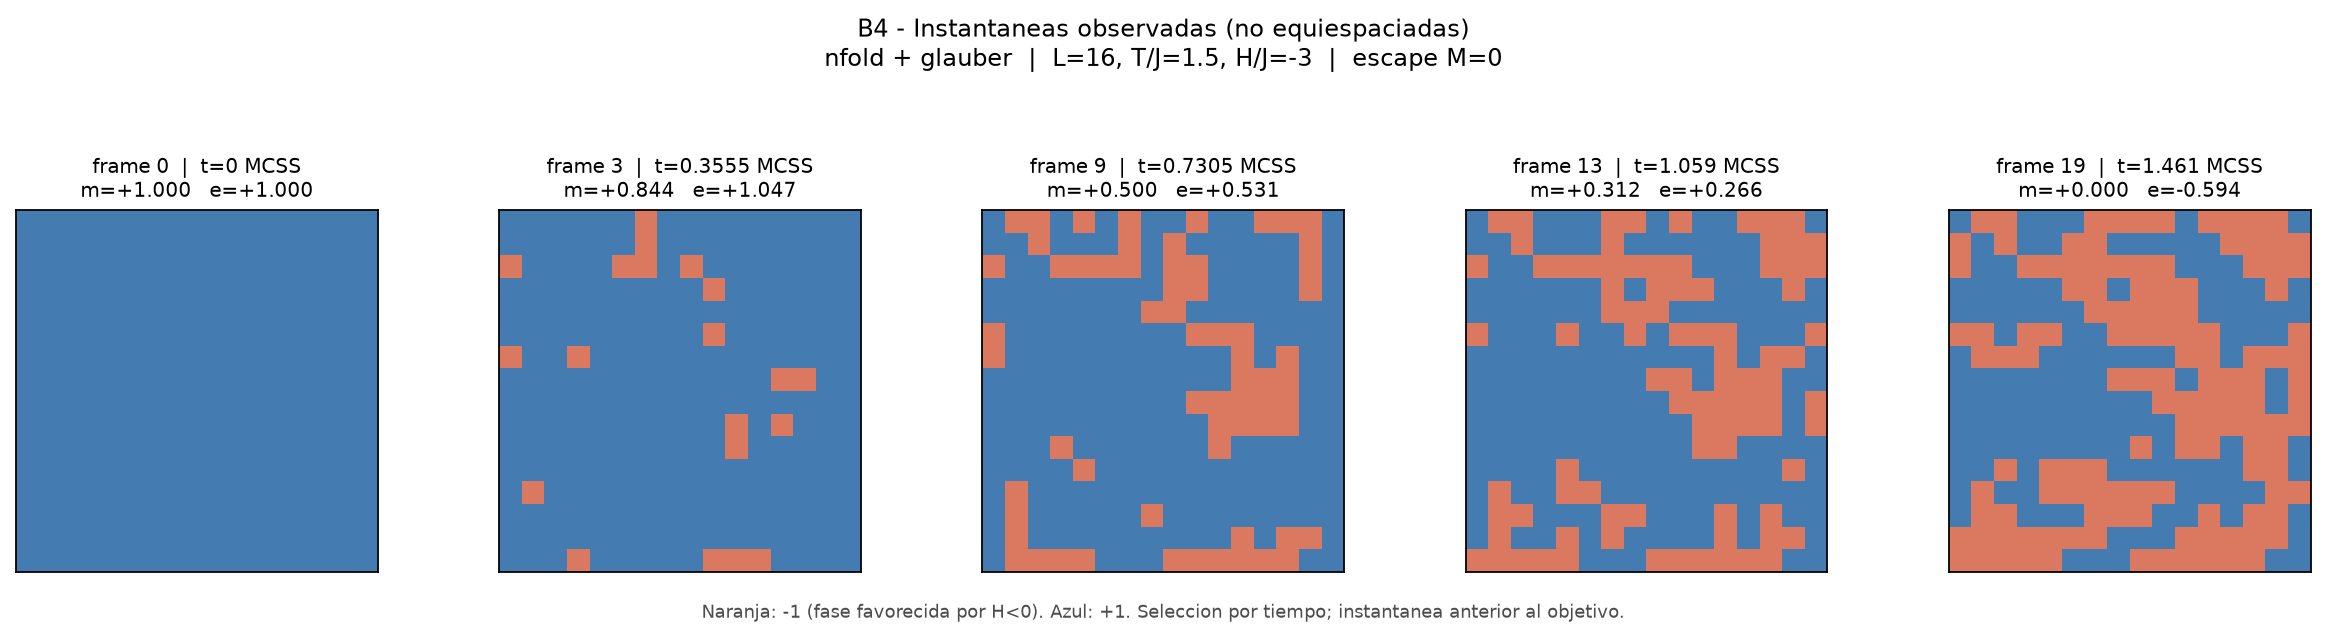 B4 - Instantaneas observadas (no equiespaciadas)
nfold + glauber | L=16, T/J=1.5, H/J=-3 | escape M=0
frame 0 | t=0 MCSS
m=+1.000 e=+1.000
frame 3 | t=0.3555 MCSS
m=+0.844 e=+1.047
frame 9 | t=0.7305 MCSS
m=+0.500 e=+0.531
frame 13 | t=1.059 MCSS
m=+0.312 e=+0.266
frame 19 | t=1.461 MCSS
m=+0.000 e=-0.594
Naranja: -1 (fase favorecida por H<0). Azul: +1. Seleccion por tiempo; instantanea anterior al objetivo.